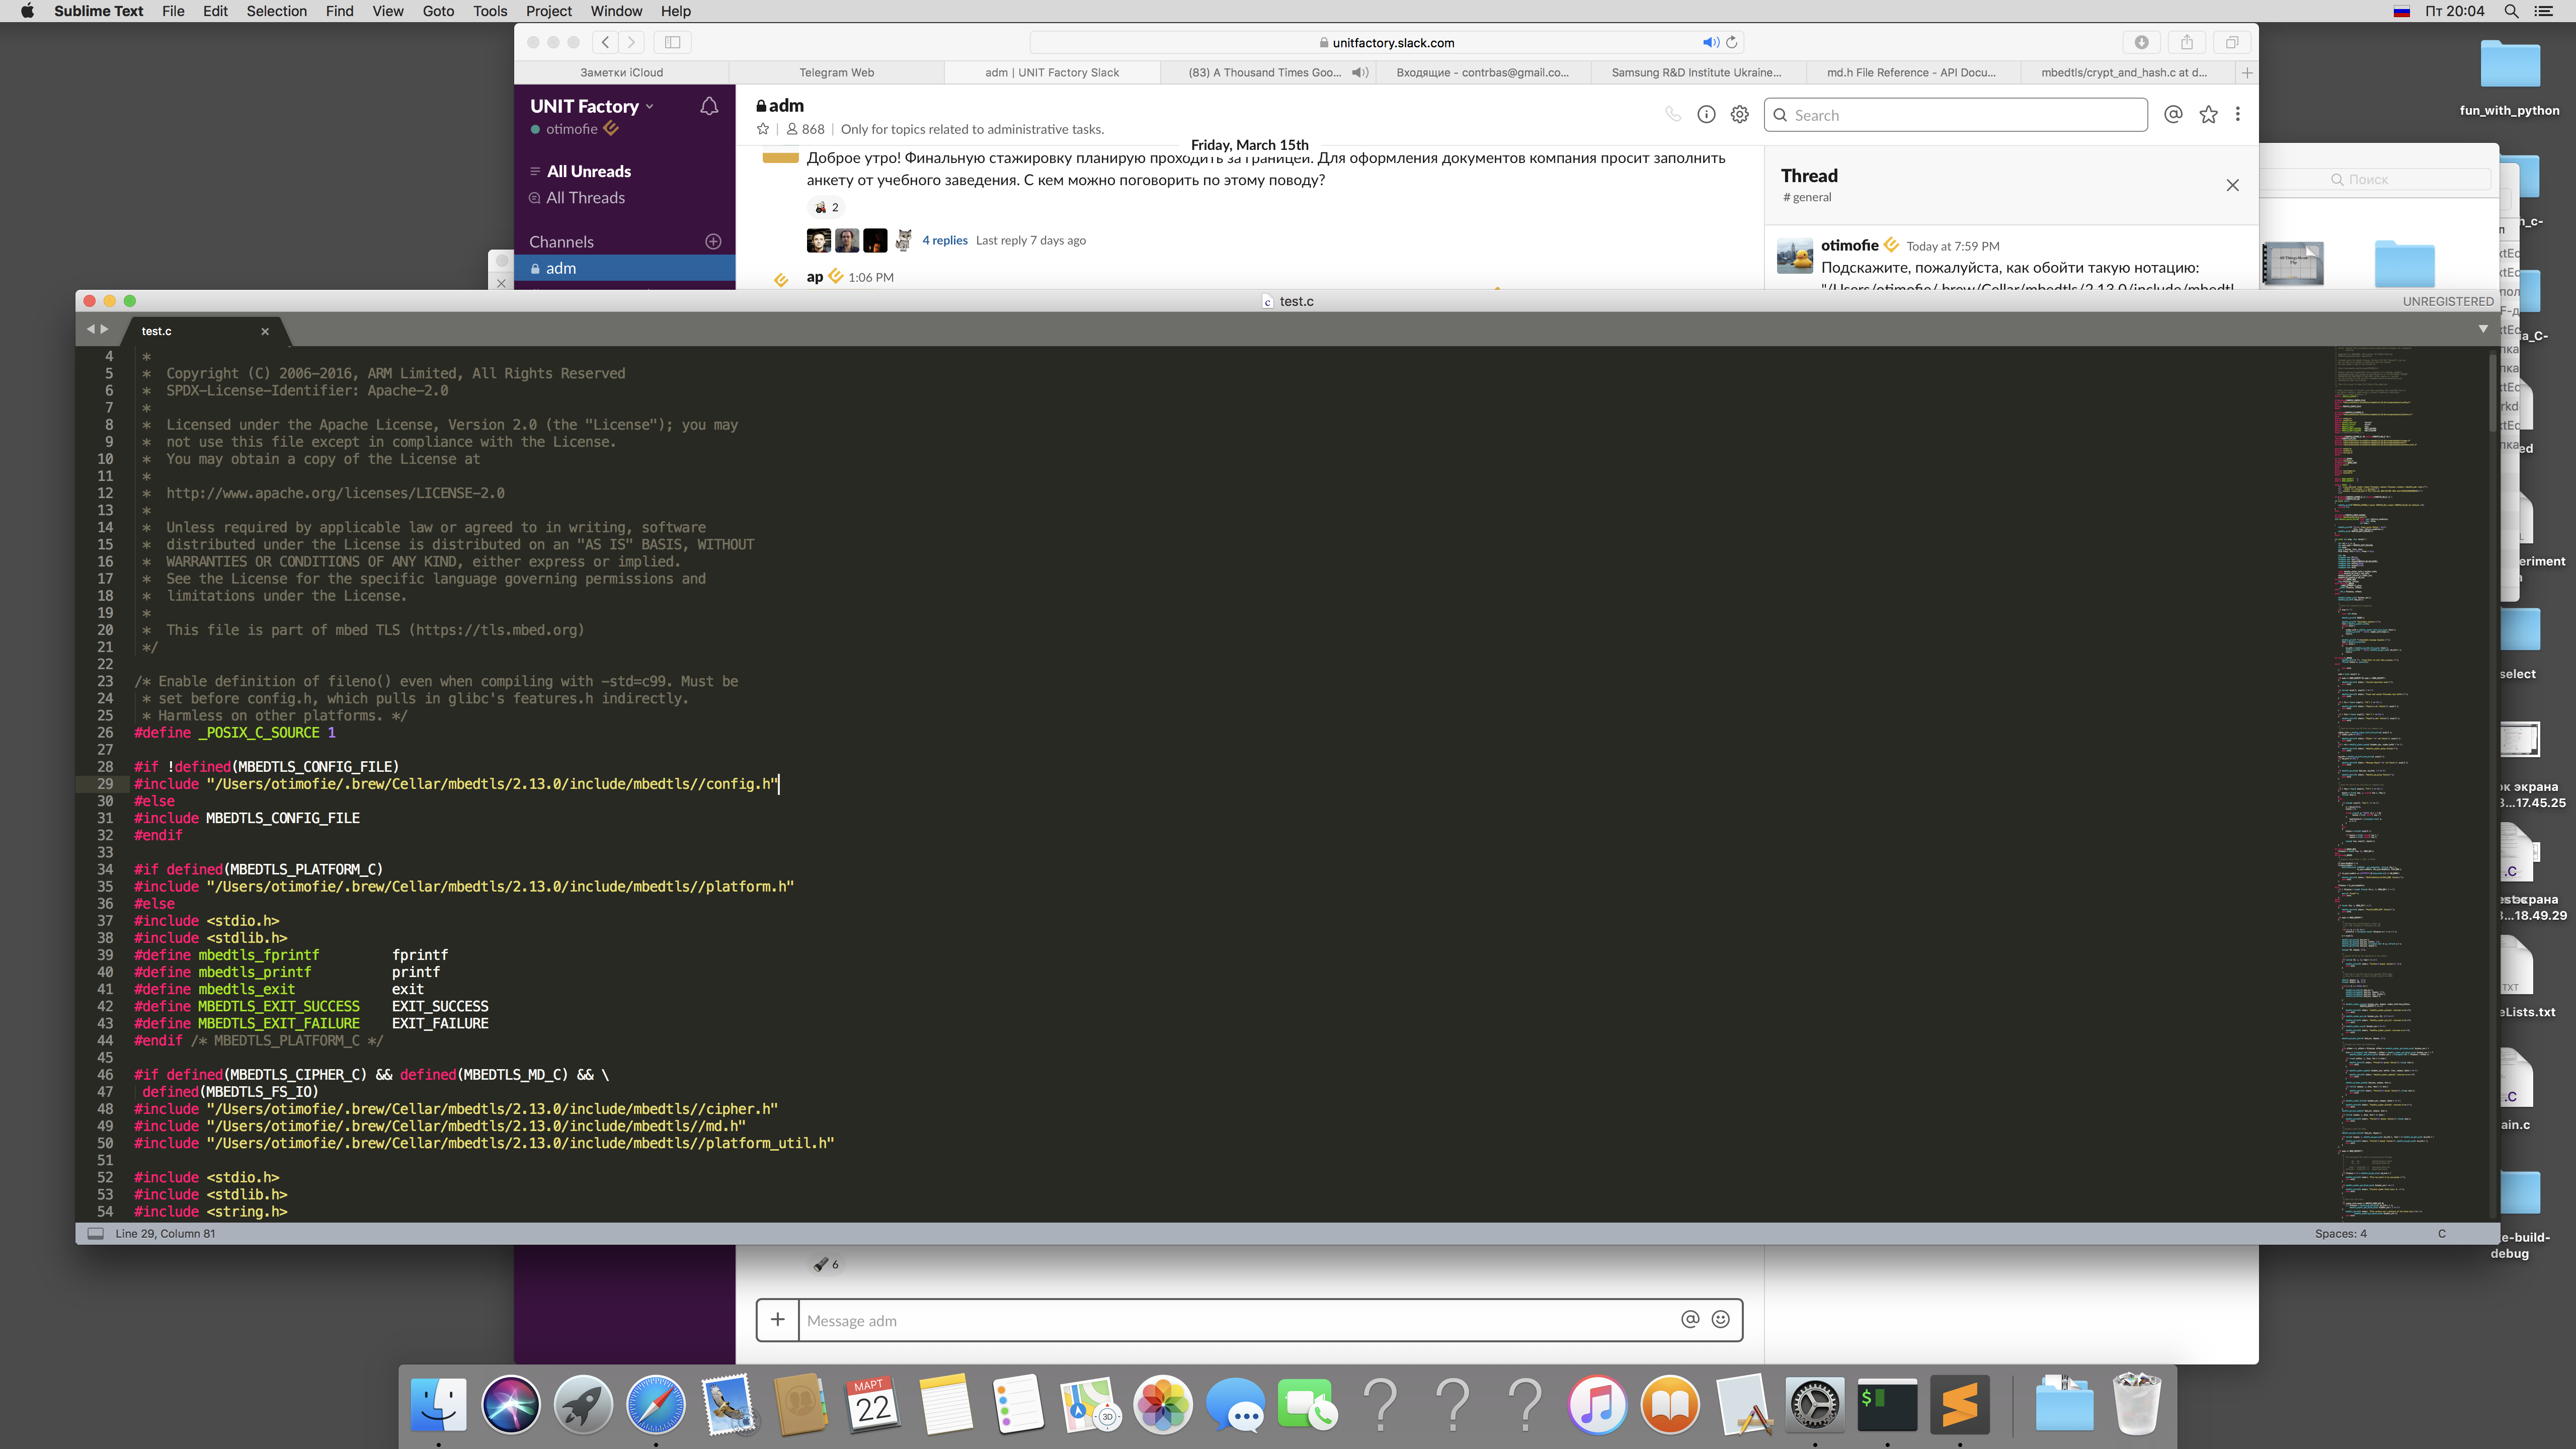 Sublime Text File Edit Selection Find View Goto Tools Project Window Help
Пт 20:04
unitfactory.slack.com
Заметки iCloud
Telegram Web
adm | UNIT Factory Slack
(83) A Thousand Times Goo...
Входящие - contrbas@gmail.co...
Samsung R&D Institute Ukraine...
md.h File Reference - API Docu...
mbedtls/crypt_and_hash.c at d...
UNIT Factory
otimofie
All Unreads
All Threads
Channels
adm
adm
868 Only for topics related to administrative tasks.
Search
Friday, March 15th
Доброе утро! Финальную стажировку планирую проходить за границей. Для оформления документов компания просит заполнить
анкету от учебного заведения. С кем можно поговорить по этому поводу?
2
4 replies Last reply 7 days ago
ap 1:06 PM
Thread
# general
otimofie Today at 7:59 PM
Подскажите, пожалуйста, как обойти такую нотацию:
"/Users/otimofie/.brew/Cellar/mbedtls/2.13.0/include/mbedtl
Поиск
fun_with_python
test.c
UNREGISTERED
test.c
4 *
5 *  Copyright (C) 2006-2016, ARM Limited, All Rights Reserved
6 *  SPDX-License-Identifier: Apache-2.0
7 *
8 *  Licensed under the Apache License, Version 2.0 (the "License"); you may
9 *  not use this file except in compliance with the License.
10 *  You may obtain a copy of the License at
11 *
12 *  http://www.apache.org/licenses/LICENSE-2.0
13 *
14 *  Unless required by applicable law or agreed to in writing, software
15 *  distributed under the License is distributed on an "AS IS" BASIS, WITHOUT
16 *  WARRANTIES OR CONDITIONS OF ANY KIND, either express or implied.
17 *  See the License for the specific language governing permissions and
18 *  limitations under the License.
19 *
20 *  This file is part of mbed TLS (https://tls.mbed.org)
21 */
22
23 /* Enable definition of fileno() even when compiling with -std=c99. Must be
24 * set before config.h, which pulls in glibc's features.h indirectly.
25 * Harmless on other platforms. */
26 #define _POSIX_C_SOURCE 1
27
28 #if !defined(MBEDTLS_CONFIG_FILE)
29 #include "/Users/otimofie/.brew/Cellar/mbedtls/2.13.0/include/mbedtls//config.h"
30 #else
31 #include MBEDTLS_CONFIG_FILE
32 #endif
33
34 #if defined(MBEDTLS_PLATFORM_C)
35 #include "/Users/otimofie/.brew/Cellar/mbedtls/2.13.0/include/mbedtls//platform.h"
36 #else
37 #include <stdio.h>
38 #include <stdlib.h>
39 #define mbedtls_fprintf fprintf
40 #define mbedtls_printf printf
41 #define mbedtls_exit exit
42 #define MBEDTLS_EXIT_SUCCESS EXIT_SUCCESS
43 #define MBEDTLS_EXIT_FAILURE EXIT_FAILURE
44 #endif /* MBEDTLS_PLATFORM_C */
45
46 #if defined(MBEDTLS_CIPHER_C) && defined(MBEDTLS_MD_C) && \
47 defined(MBEDTLS_FS_IO)
48 #include "/Users/otimofie/.brew/Cellar/mbedtls/2.13.0/include/mbedtls//cipher.h"
49 #include "/Users/otimofie/.brew/Cellar/mbedtls/2.13.0/include/mbedtls//md.h"
50 #include "/Users/otimofie/.brew/Cellar/mbedtls/2.13.0/include/mbedtls//platform_util.h"
51
52 #include <stdio.h>
53 #include <stdlib.h>
54 #include <string.h>
Line 29, Column 81
Spaces: 4
C
select
3...17.45.25
3...18.49.29
TXT
eLists.txt
.C
ain.c
e-build-
debug
6
Message adm
МАРТ
22
3D